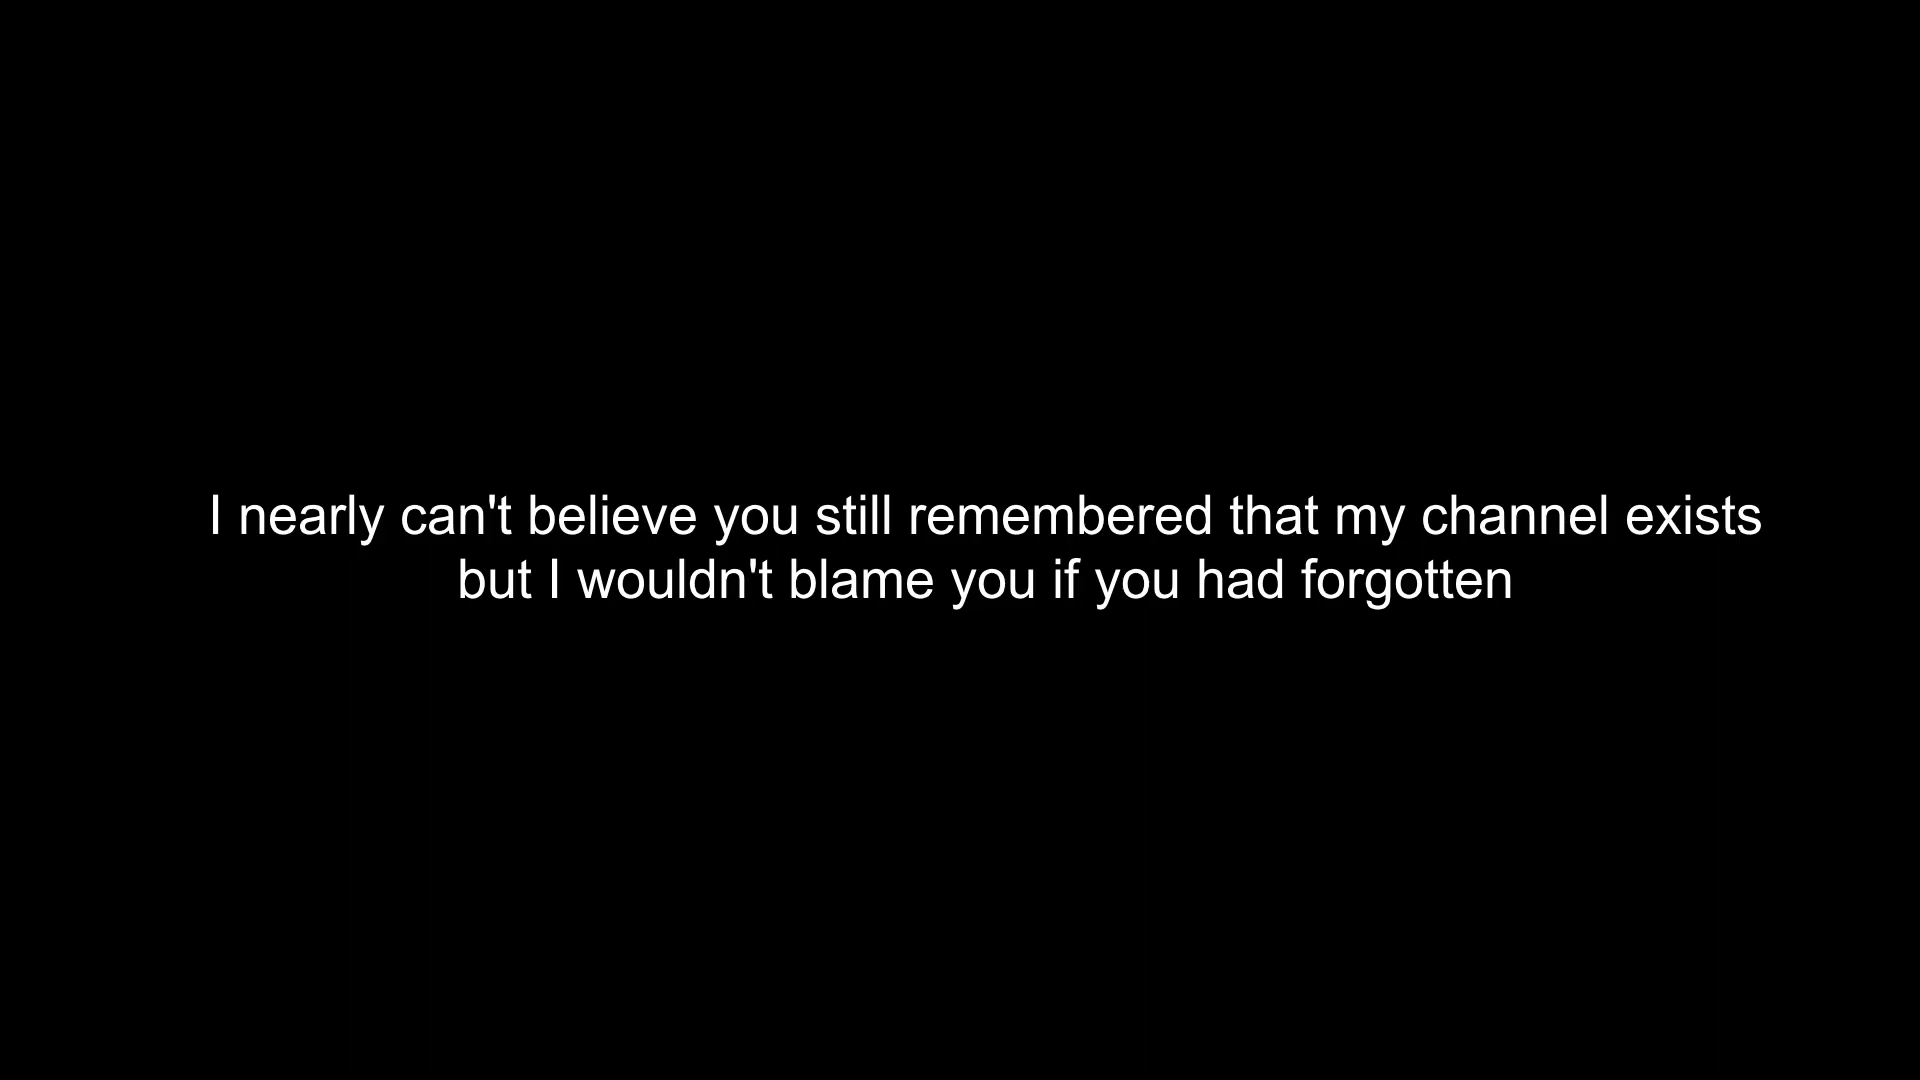 I nearly can't believe you still remembered that my channel exists
but I wouldn't blame you if you had forgotten